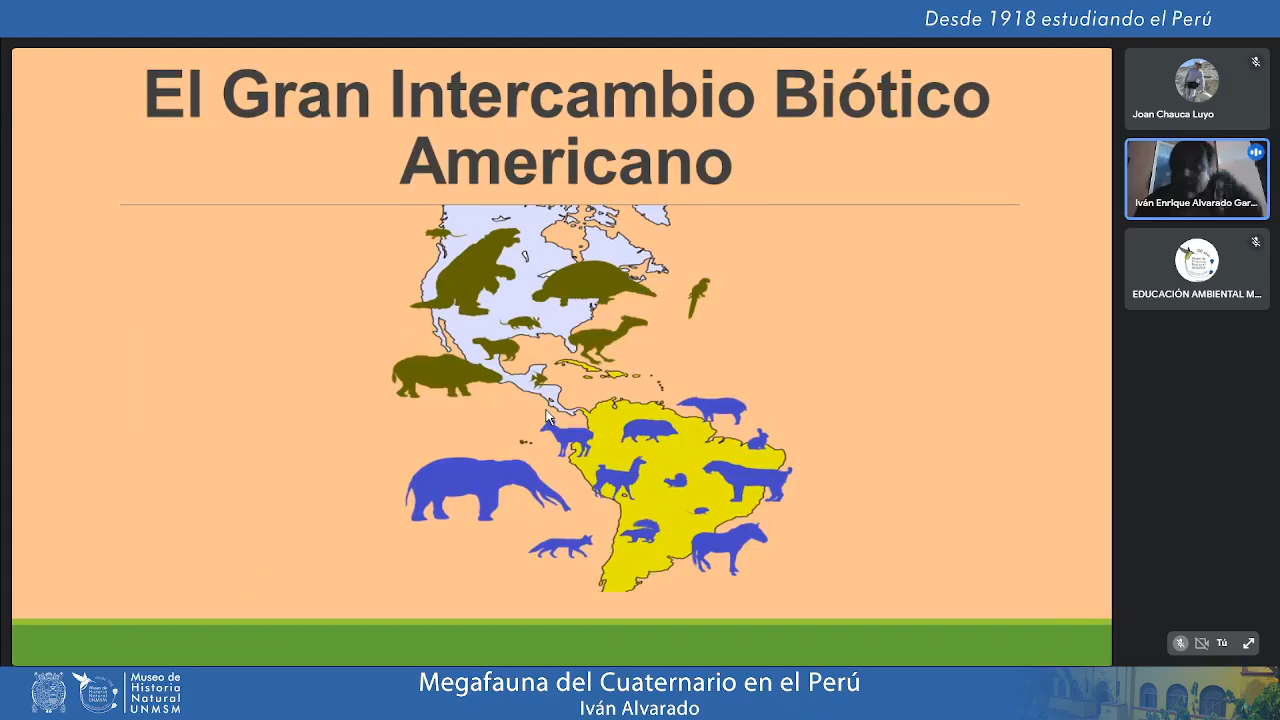 Desde 1918 estudiando el Perú
El Gran Intercambio Biótico
Americano
Joan Chauca Luyo
Iván Enrique Alvarado Gar...
EDUCACIÓN AMBIENTAL M...
Tú
Museo de
Historia
Natural
UNMSM
Megafauna del Cuaternario en el Perú
Iván Alvarado